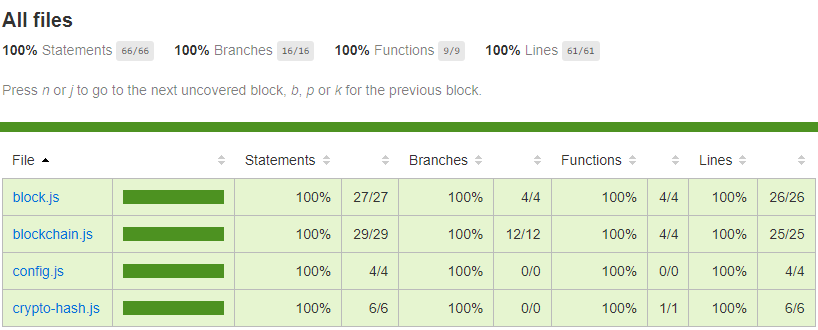 All files
100% Statements 66/66 100% Branches 16/16 100% Functions 9/9 100% Lines 61/61
Press n or j to go to the next uncovered block, b, p or k for the previous block.
File Statements Branches Functions Lines
block.js 100% 27/27 100% 4/4 100% 4/4 100% 26/26
blockchain.js 100% 29/29 100% 12/12 100% 4/4 100% 25/25
config.js 100% 4/4 100% 0/0 100% 0/0 100% 4/4
crypto-hash.js 100% 6/6 100% 0/0 100% 1/1 100% 6/6